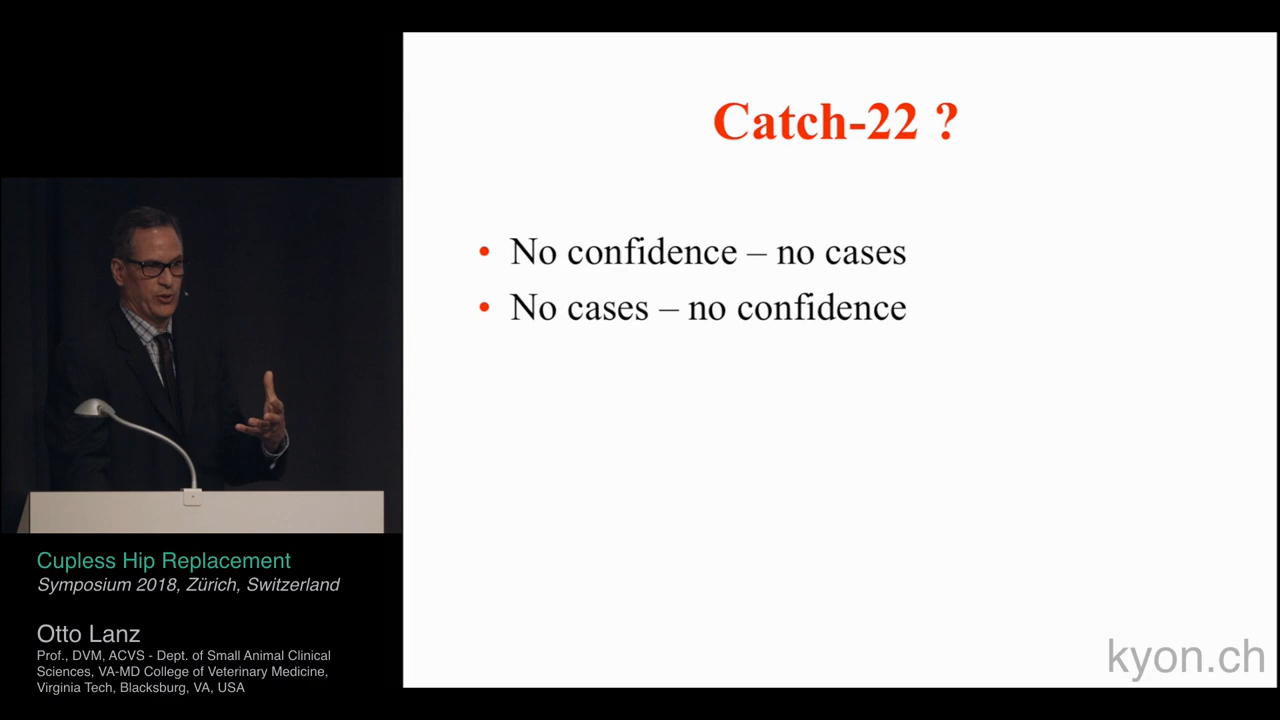 Catch-22 ?
• No confidence – no cases
• No cases – no confidence
Cupless Hip Replacement
Symposium 2018, Zürich, Switzerland
Otto Lanz
Prof., DVM, ACVS - Dept. of Small Animal Clinical
Sciences, VA-MD College of Veterinary Medicine,
Virginia Tech, Blacksburg, VA, USA
kyon.ch